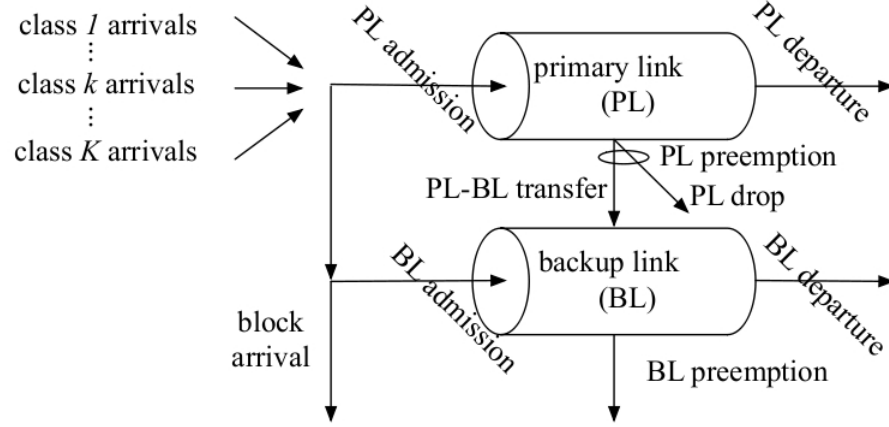 class 1 arrivals
⋮
class k arrivals
⋮
class K arrivals
PL admission
primary link
(PL)
PL departure
PL preemption
PL-BL transfer
PL drop
BL admission
backup link
(BL)
BL departure
block
arrival
BL preemption